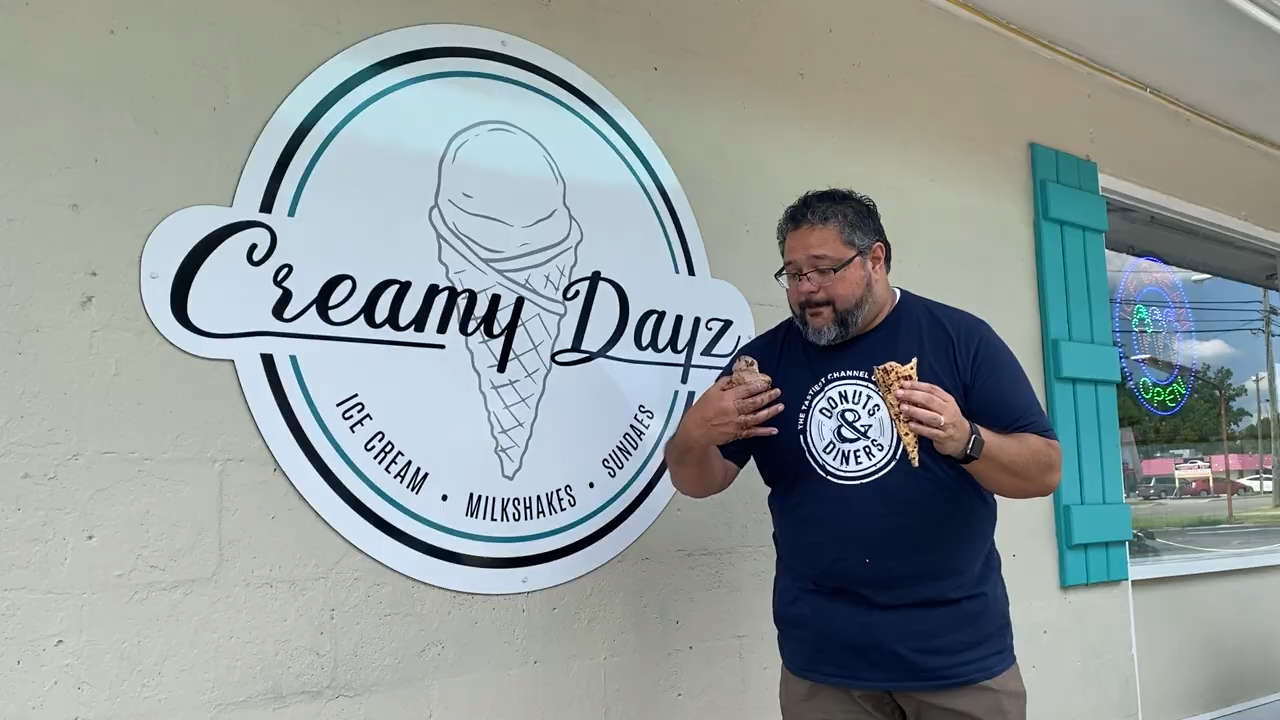 Creamy Dayz
ICE CREAM • MILKSHAKES • SUNDAES
THE TASTIEST CHANNEL
DONUTS
&
DINERS
OPEN